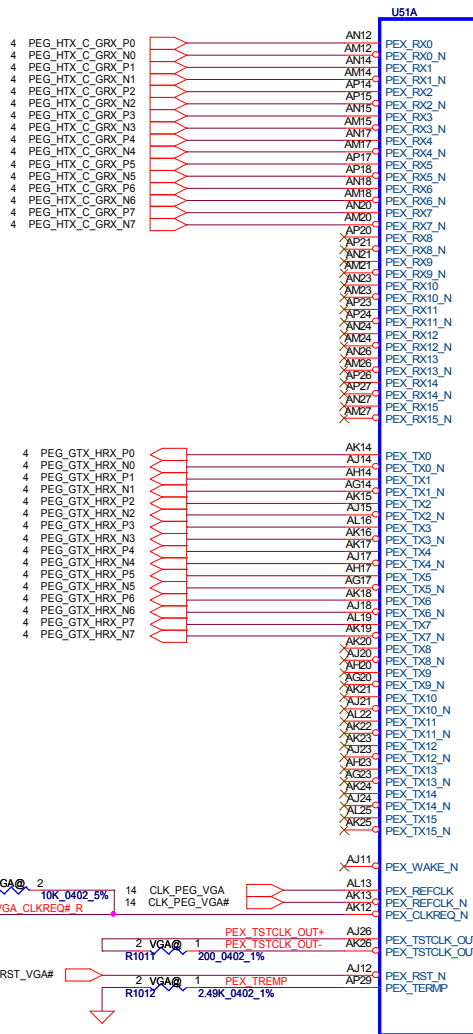 U51A
4 PEG_HTX_C_GRX_P0 AN12 PEX_RX0
4 PEG_HTX_C_GRX_N0 AM12 PEX_RX0_N
4 PEG_HTX_C_GRX_P1 AN14 PEX_RX1
4 PEG_HTX_C_GRX_N1 AM14 PEX_RX1_N
4 PEG_HTX_C_GRX_P2 AP14 PEX_RX2
4 PEG_HTX_C_GRX_N2 AP15 PEX_RX2_N
4 PEG_HTX_C_GRX_P3 AN15 PEX_RX3
4 PEG_HTX_C_GRX_N3 AM15 PEX_RX3_N
4 PEG_HTX_C_GRX_P4 AN17 PEX_RX4
4 PEG_HTX_C_GRX_N4 AM17 PEX_RX4_N
4 PEG_HTX_C_GRX_P5 AP17 PEX_RX5
4 PEG_HTX_C_GRX_N5 AP18 PEX_RX5_N
4 PEG_HTX_C_GRX_P6 AN18 PEX_RX6
4 PEG_HTX_C_GRX_N6 AM18 PEX_RX6_N
4 PEG_HTX_C_GRX_P7 AN20 PEX_RX7
4 PEG_HTX_C_GRX_N7 AM20 PEX_RX7_N
AP20 PEX_RX8
AP21 PEX_RX8_N
AN21 PEX_RX9
AM21 PEX_RX9_N
AN23 PEX_RX10
AM23 PEX_RX10_N
AP23 PEX_RX11
AP24 PEX_RX11_N
AN24 PEX_RX12
AM24 PEX_RX12_N
AN26 PEX_RX13
AM26 PEX_RX13_N
AP26 PEX_RX14
AP27 PEX_RX14_N
AN27 PEX_RX15
AM27 PEX_RX15_N
4 PEG_GTX_HRX_P0 AK14 PEX_TX0
4 PEG_GTX_HRX_N0 AJ14 PEX_TX0_N
4 PEG_GTX_HRX_P1 AH14 PEX_TX1
4 PEG_GTX_HRX_N1 AG14 PEX_TX1_N
4 PEG_GTX_HRX_P2 AK15 PEX_TX2
4 PEG_GTX_HRX_N2 AJ15 PEX_TX2_N
4 PEG_GTX_HRX_P3 AL16 PEX_TX3
4 PEG_GTX_HRX_N3 AK16 PEX_TX3_N
4 PEG_GTX_HRX_P4 AK17 PEX_TX4
4 PEG_GTX_HRX_N4 AJ17 PEX_TX4_N
4 PEG_GTX_HRX_P5 AH17 PEX_TX5
4 PEG_GTX_HRX_N5 AG17 PEX_TX5_N
4 PEG_GTX_HRX_P6 AK18 PEX_TX6
4 PEG_GTX_HRX_N6 AJ18 PEX_TX6_N
4 PEG_GTX_HRX_P7 AL19 PEX_TX7
4 PEG_GTX_HRX_N7 AK19 PEX_TX7_N
AK20 PEX_TX8
AJ20 PEX_TX8_N
AH20 PEX_TX9
AG20 PEX_TX9_N
AK21 PEX_TX10
AJ21 PEX_TX10_N
AL22 PEX_TX11
AK22 PEX_TX11_N
AK23 PEX_TX12
AJ23 PEX_TX12_N
AH23 PEX_TX13
AG23 PEX_TX13_N
AK24 PEX_TX14
AJ24 PEX_TX14_N
AL25 PEX_TX15
AK25 PEX_TX15_N
AJ11 PEX_WAKE_N
VGA@ 2
10K_0402_5%
14 CLK_PEG_VGA AL13 PEX_REFCLK
14 CLK_PEG_VGA# AK13 PEX_REFCLK_N
VGA_CLKREQ#_R AK12 PEX_CLKREQ_N
PEX_TSTCLK_OUT+ AJ26 PEX_TSTCLK_OUT
2 VGA@ 1 PEX_TSTCLK_OUT- AK26 PEX_TSTCLK_OUT
R1011 200_0402_1%
RST_VGA# AJ12 PEX_RST_N
2 VGA@ 1 PEX_TREMP AP29 PEX_TERMP
R1012 2.49K_0402_1%